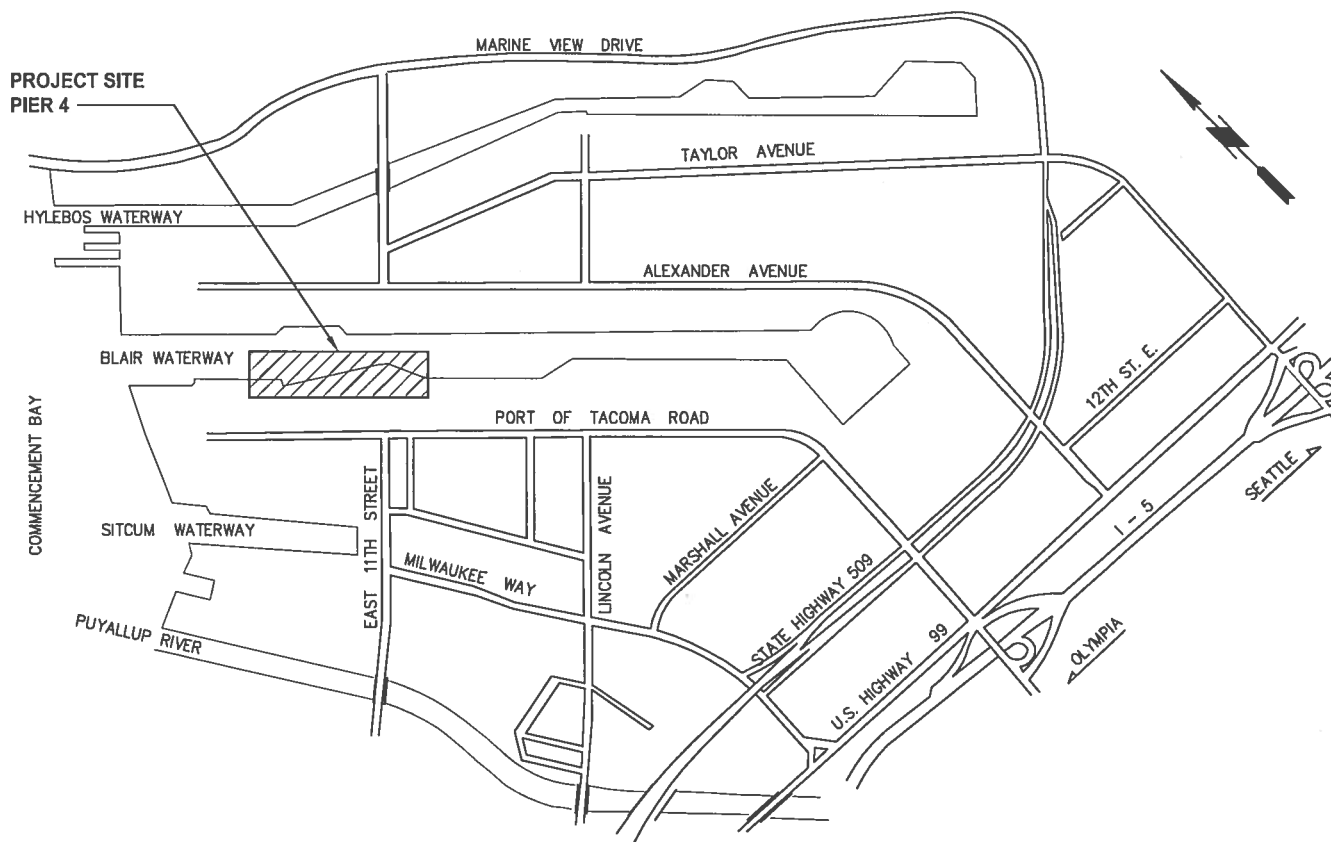 MARINE VIEW DRIVE
PROJECT SITE
PIER 4
TAYLOR AVENUE
HYLEBOS WATERWAY
ALEXANDER AVENUE
BLAIR WATERWAY
12TH ST. E.
PORT OF TACOMA ROAD
COMMENCEMENT BAY
SEATTLE
EAST 11TH STREET
LINCOLN AVENUE
MARSHALL AVENUE
I - 5
SITCUM WATERWAY
MILWAUKEE WAY
STATE HIGHWAY 509
PUYALLUP RIVER
U.S. HIGHWAY 99
OLYMPIA